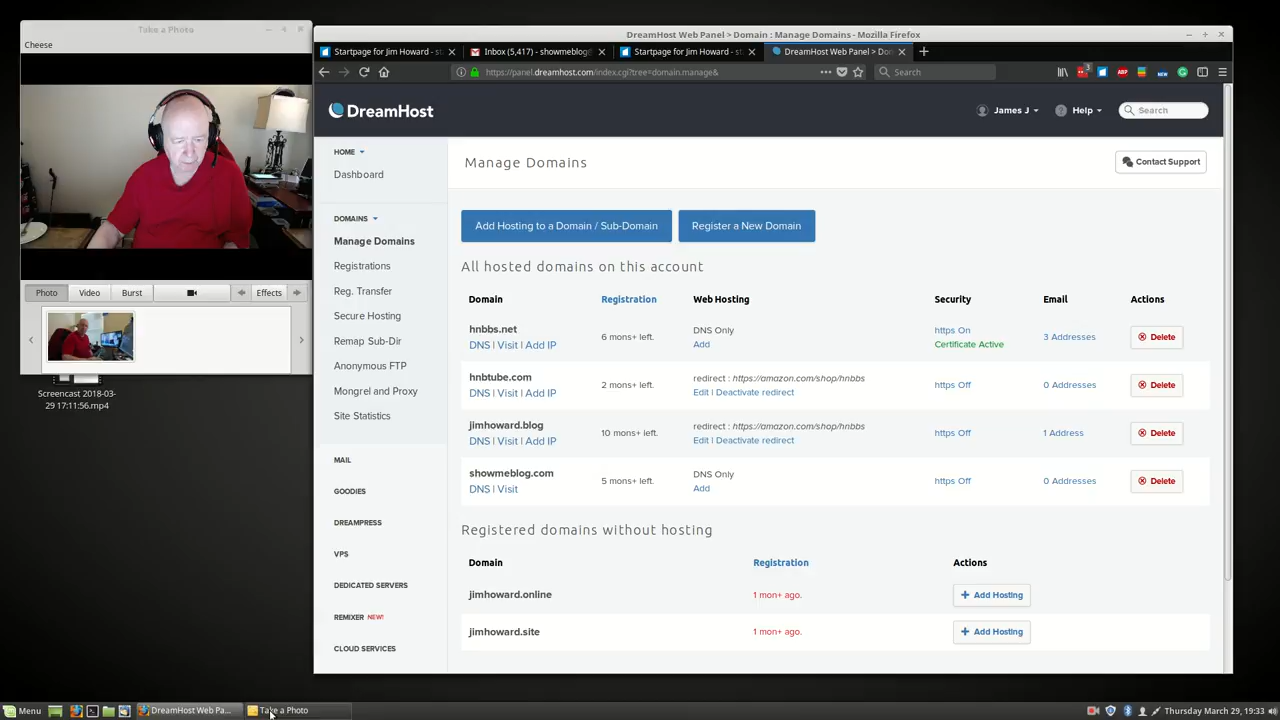 Take a Photo
Cheese
Photo
Video
Burst
Effects
Screencast 2018-03-
29 17:11:56.mp4
DreamHost Web Panel > Domain : Manage Domains - Mozilla Firefox
Startpage for Jim Howard - st
Inbox (5,417) - showmeblog
Startpage for Jim Howard - st
DreamHost Web Panel > Do
https://panel.dreamhost.com/index.cgi?tree=domain.manage&
Search
3
ABP
NEW
DreamHost
James J
Help
Search
HOME
Dashboard
DOMAINS
Manage Domains
Registrations
Reg. Transfer
Secure Hosting
Remap Sub-Dir
Anonymous FTP
Mongrel and Proxy
Site Statistics
MAIL
GOODIES
DREAMPRESS
VPS
DEDICATED SERVERS
REMIXER NEW!
CLOUD SERVICES
Manage Domains
Contact Support
Add Hosting to a Domain / Sub-Domain
Register a New Domain
All hosted domains on this account
Domain Registration Web Hosting Security Email Actions
hnbbs.net 6 mons+ left. DNS Only https On 3 Addresses Delete
DNS | Visit | Add IP Add Certificate Active
hnbtube.com 2 mons+ left. redirect : https://amazon.com/shop/hnbbs https Off 0 Addresses Delete
DNS | Visit | Add IP Edit | Deactivate redirect
jimhoward.blog 10 mons+ left. redirect : https://amazon.com/shop/hnbbs https Off 1 Address Delete
DNS | Visit | Add IP Edit | Deactivate redirect
showmeblog.com 5 mons+ left. DNS Only https Off 0 Addresses Delete
DNS | Visit Add
Registered domains without hosting
Domain Registration Actions
jimhoward.online 1 mon+ ago. + Add Hosting
jimhoward.site 1 mon+ ago. + Add Hosting
Menu
DreamHost Web Pa...
Take a Photo
Thursday March 29, 19:33